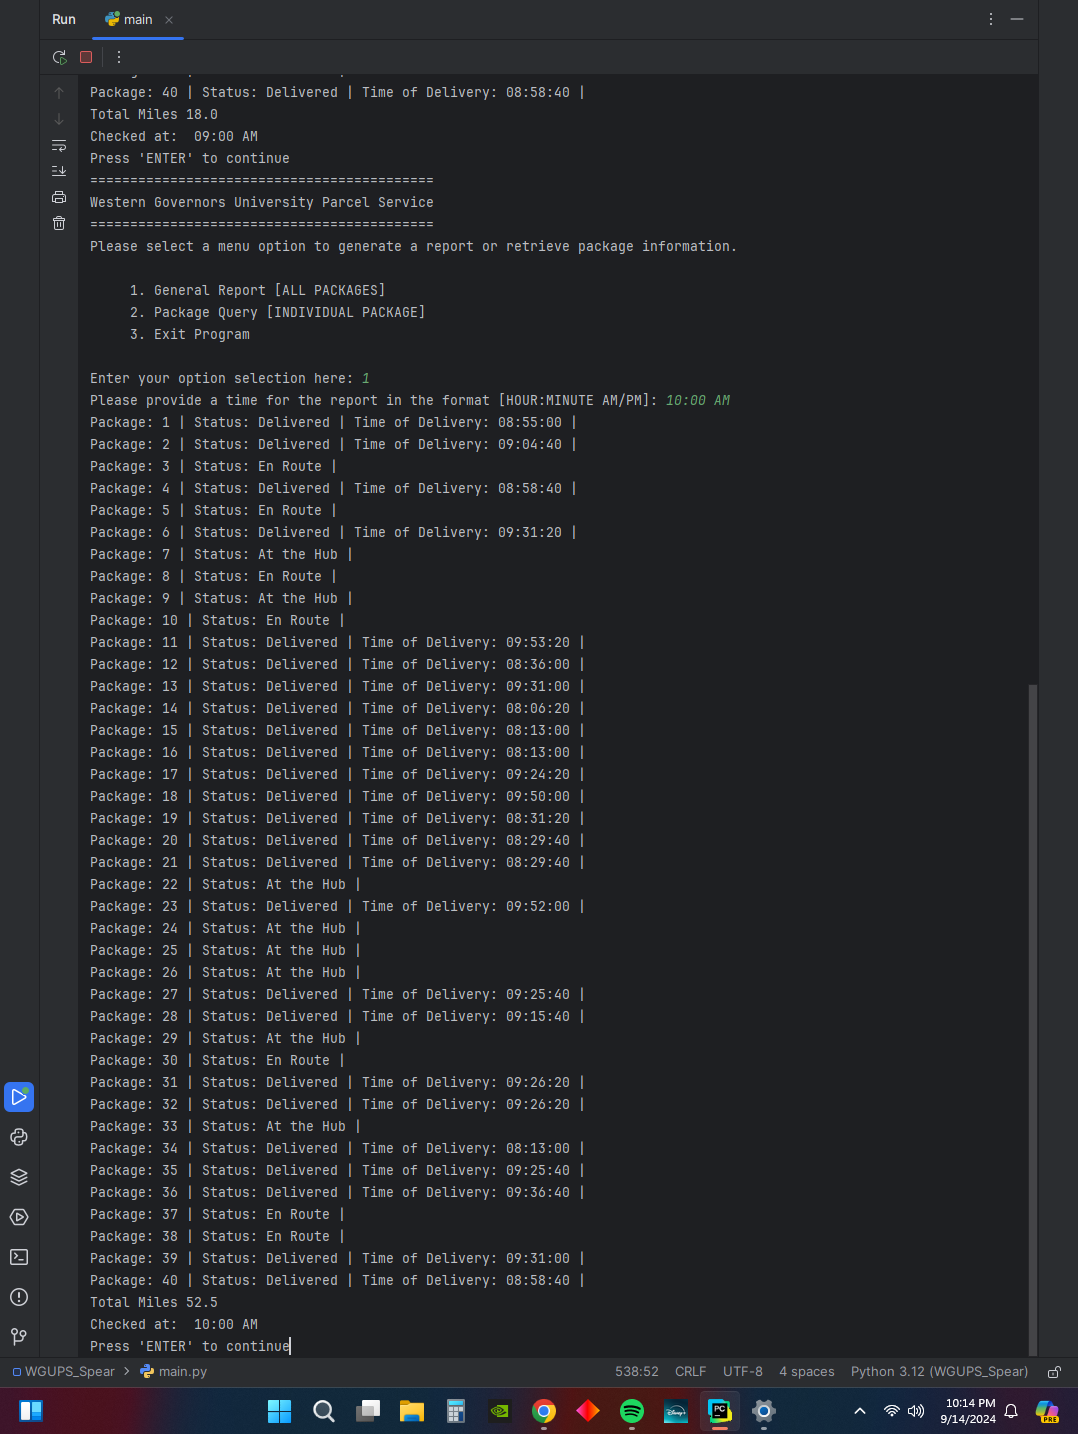 Run main
Package: 40 | Status: Delivered | Time of Delivery: 08:58:40 |
Total Miles 18.0
Checked at:  09:00 AM
Press 'ENTER' to continue
===========================================
Western Governors University Parcel Service
===========================================
Please select a menu option to generate a report or retrieve package information.
1. General Report [ALL PACKAGES]
2. Package Query [INDIVIDUAL PACKAGE]
3. Exit Program
Enter your option selection here: 1
Please provide a time for the report in the format [HOUR:MINUTE AM/PM]: 10:00 AM
Package: 1 | Status: Delivered | Time of Delivery: 08:55:00 |
Package: 2 | Status: Delivered | Time of Delivery: 09:04:40 |
Package: 3 | Status: En Route |
Package: 4 | Status: Delivered | Time of Delivery: 08:58:40 |
Package: 5 | Status: En Route |
Package: 6 | Status: Delivered | Time of Delivery: 09:31:20 |
Package: 7 | Status: At the Hub |
Package: 8 | Status: En Route |
Package: 9 | Status: At the Hub |
Package: 10 | Status: En Route |
Package: 11 | Status: Delivered | Time of Delivery: 09:53:20 |
Package: 12 | Status: Delivered | Time of Delivery: 08:36:00 |
Package: 13 | Status: Delivered | Time of Delivery: 09:31:00 |
Package: 14 | Status: Delivered | Time of Delivery: 08:06:20 |
Package: 15 | Status: Delivered | Time of Delivery: 08:13:00 |
Package: 16 | Status: Delivered | Time of Delivery: 08:13:00 |
Package: 17 | Status: Delivered | Time of Delivery: 09:24:20 |
Package: 18 | Status: Delivered | Time of Delivery: 09:50:00 |
Package: 19 | Status: Delivered | Time of Delivery: 08:31:20 |
Package: 20 | Status: Delivered | Time of Delivery: 08:29:40 |
Package: 21 | Status: Delivered | Time of Delivery: 08:29:40 |
Package: 22 | Status: At the Hub |
Package: 23 | Status: Delivered | Time of Delivery: 09:52:00 |
Package: 24 | Status: At the Hub |
Package: 25 | Status: At the Hub |
Package: 26 | Status: At the Hub |
Package: 27 | Status: Delivered | Time of Delivery: 09:25:40 |
Package: 28 | Status: Delivered | Time of Delivery: 09:15:40 |
Package: 29 | Status: At the Hub |
Package: 30 | Status: En Route |
Package: 31 | Status: Delivered | Time of Delivery: 09:26:20 |
Package: 32 | Status: Delivered | Time of Delivery: 09:26:20 |
Package: 33 | Status: At the Hub |
Package: 34 | Status: Delivered | Time of Delivery: 08:13:00 |
Package: 35 | Status: Delivered | Time of Delivery: 09:25:40 |
Package: 36 | Status: Delivered | Time of Delivery: 09:36:40 |
Package: 37 | Status: En Route |
Package: 38 | Status: En Route |
Package: 39 | Status: Delivered | Time of Delivery: 09:31:00 |
Package: 40 | Status: Delivered | Time of Delivery: 08:58:40 |
Total Miles 52.5
Checked at:  10:00 AM
Press 'ENTER' to continue
WGUPS_Spear > main.py 538:52 CRLF UTF-8 4 spaces Python 3.12 (WGUPS_Spear)
Disney+ PC PRE
10:14 PM
9/14/2024